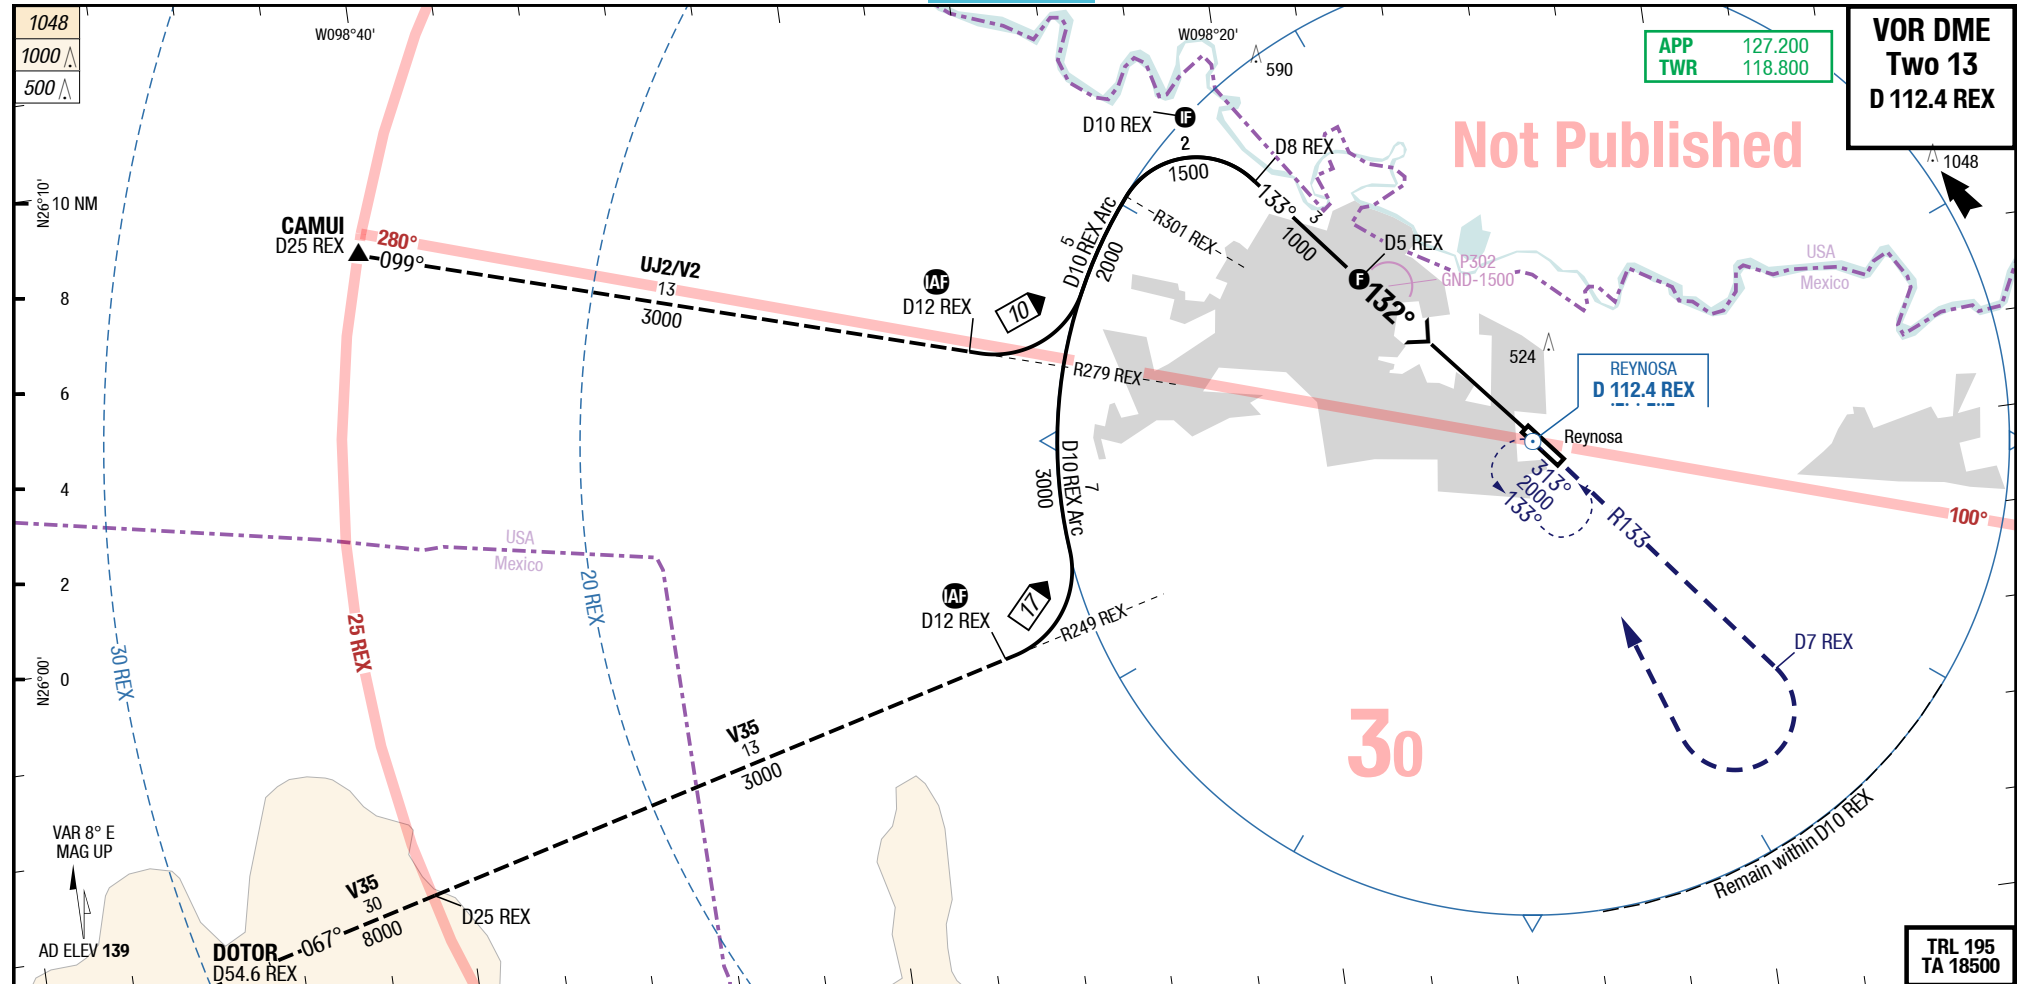 1048
1000
500
W098°40'
W098°20'
590
APP 127.200
TWR 118.800
VOR DME
Two 13
D 112.4 REX
Not Published
1048
D10 REX
IF
2
1500
D8 REX
133°
3
1000
D5 REX
F
132°
P302
GND-1500
USA
Mexico
N26°10'
10 NM
8
6
4
2
0
N26°00'
CAMUI
D25 REX
280°
099°
UJ2/V2
13
3000
IAF
D12 REX
10
D10 REX Arc
5
2000
R301 REX
R279 REX
524
REYNOSA
D 112.4 REX
Reynosa
313°
2000
133°
R133
100°
D10 REX Arc
7
3000
USA
Mexico
20 REX
25 REX
30 REX
IAF
D12 REX
17
R249 REX
D7 REX
V35
13
3000
30
Remain within D10 REX
VAR 8° E
MAG UP
AD ELEV 139
V35
30
8000
067°
D25 REX
DOTOR
D54.6 REX
TRL 195
TA 18500